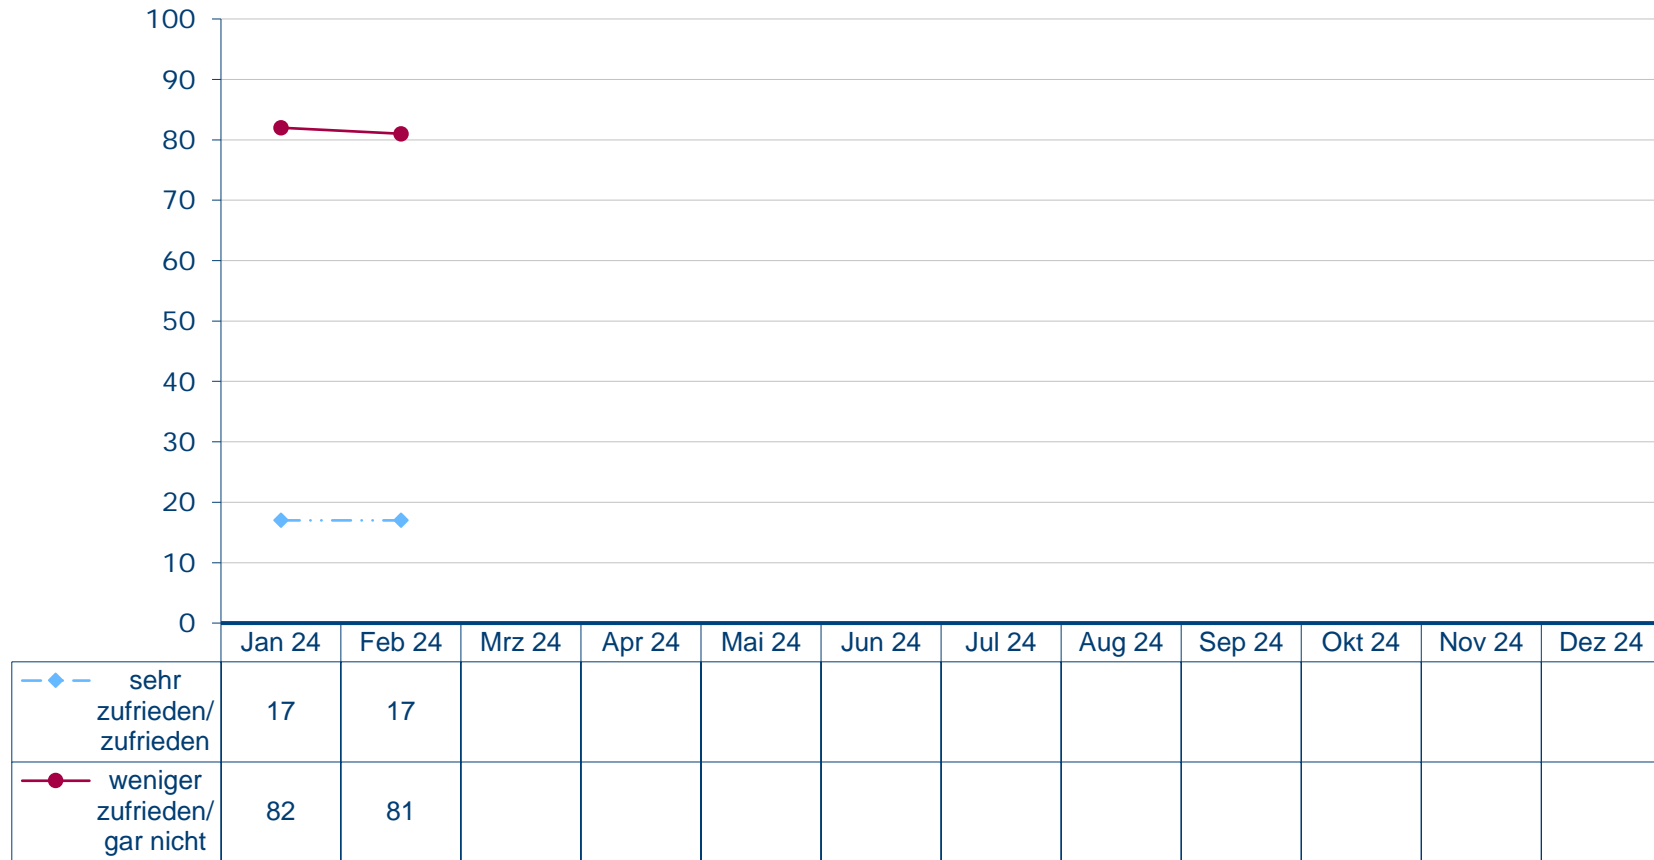 100
90
80
70
60
50
40
30
20
10
0
Jan 24 Feb 24 Mrz 24 Apr 24 Mai 24 Jun 24 Jul 24 Aug 24 Sep 24 Okt 24 Nov 24 Dez 24
sehr
zufrieden/ 17 17
zufrieden
weniger
zufrieden/ 82 81
gar nicht